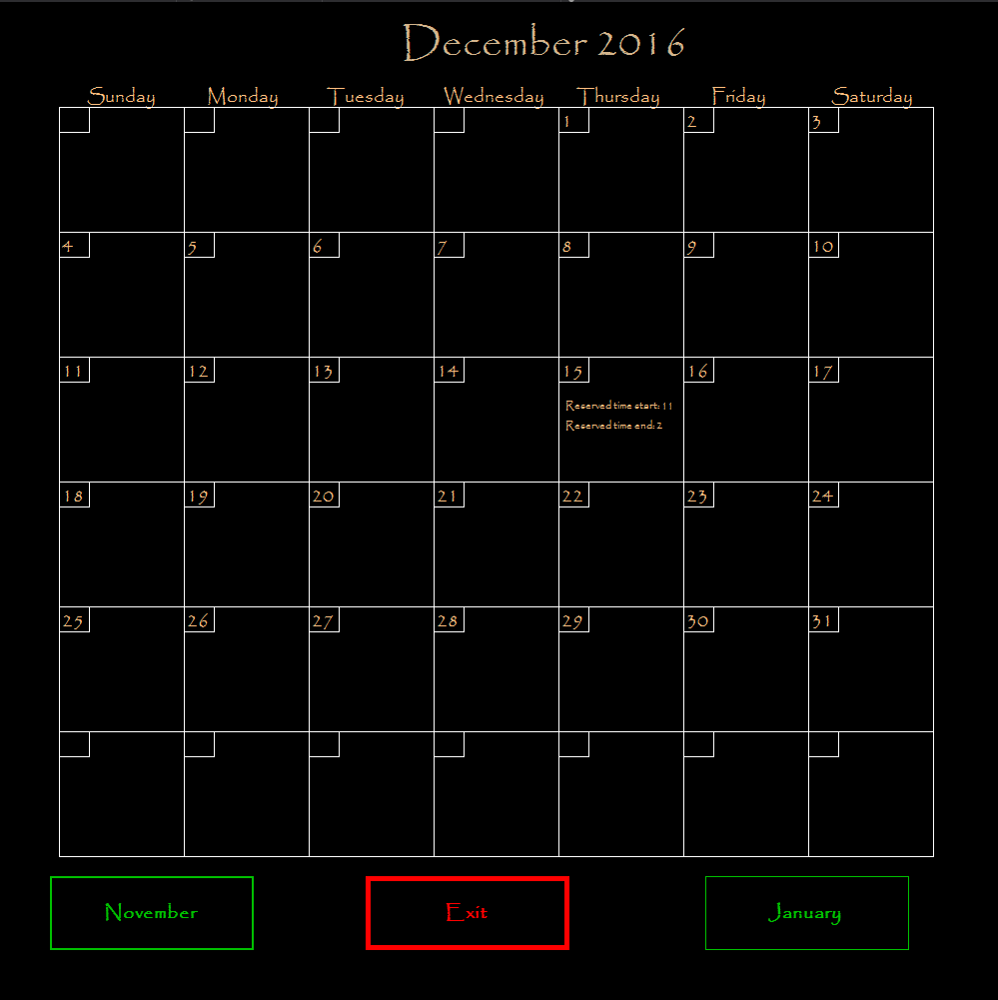 December 2016
Sunday Monday Tuesday Wednesday Thursday Friday Saturday
1 2 3
4 5 6 7 8 9 10
11 12 13 14 15 16 17
Reserved time start: 11
Reserved time end: 2
18 19 20 21 22 23 24
25 26 27 28 29 30 31
November Exit January